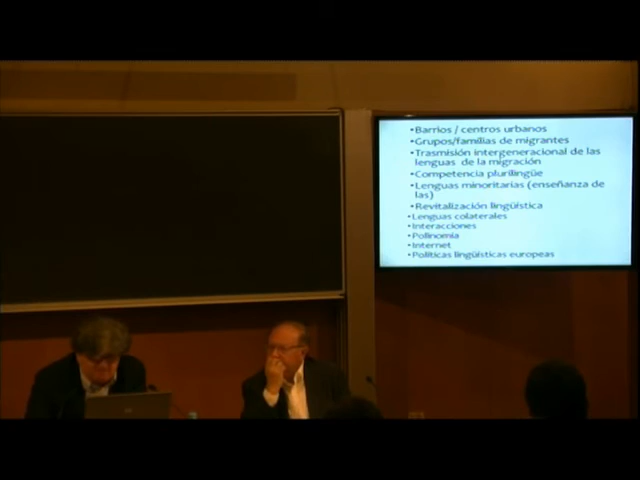 •Barrios / centros urbanos
•Grupos/familias de migrantes
•Trasmisión intergeneracional de las
lenguas de la migración
•Competencia plurilingüe
•Lenguas minoritarias (enseñanza de
las)
•Revitalización lingüística
•Lenguas colaterales
•Interacciones
•Polinomia
•Internet
•Políticas lingüísticas europeas